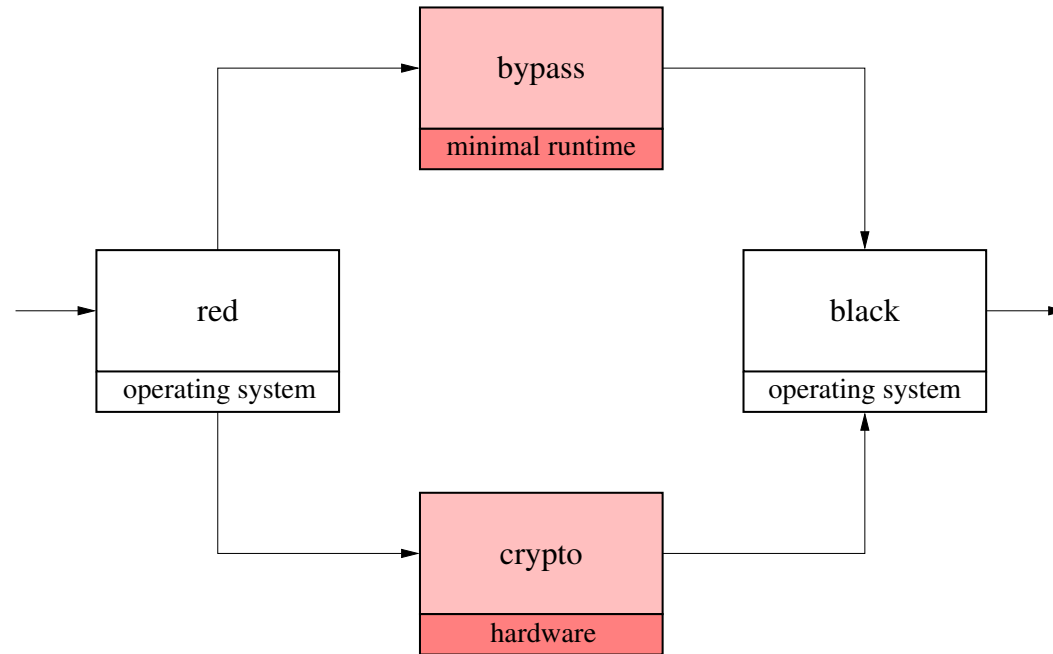 bypass
minimal runtime
red
operating system
black
operating system
crypto
hardware